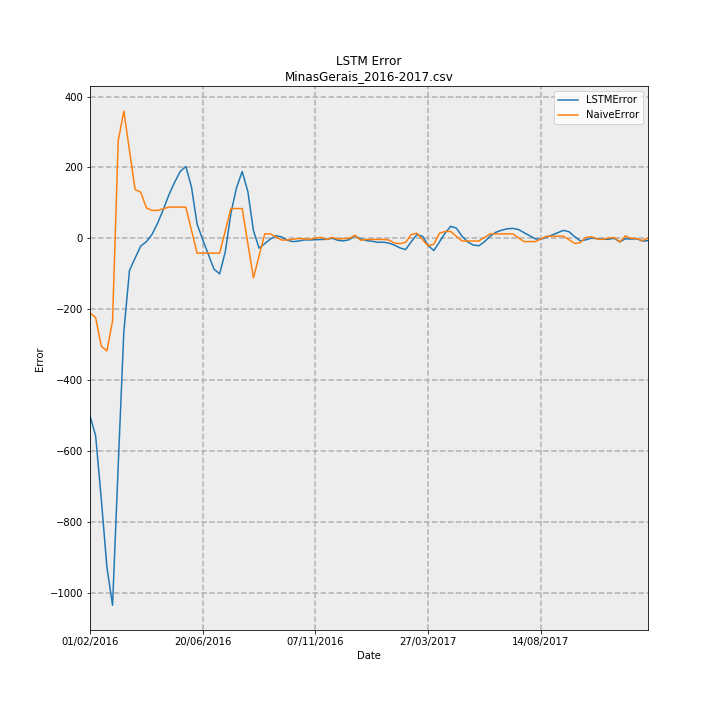 LSTM Error
MinasGerais_2016-2017.csv
LSTMError
NaiveError
400
200
0
−200
−400
−600
−800
−1000
Error
01/02/2016
20/06/2016
07/11/2016
27/03/2017
14/08/2017
Date